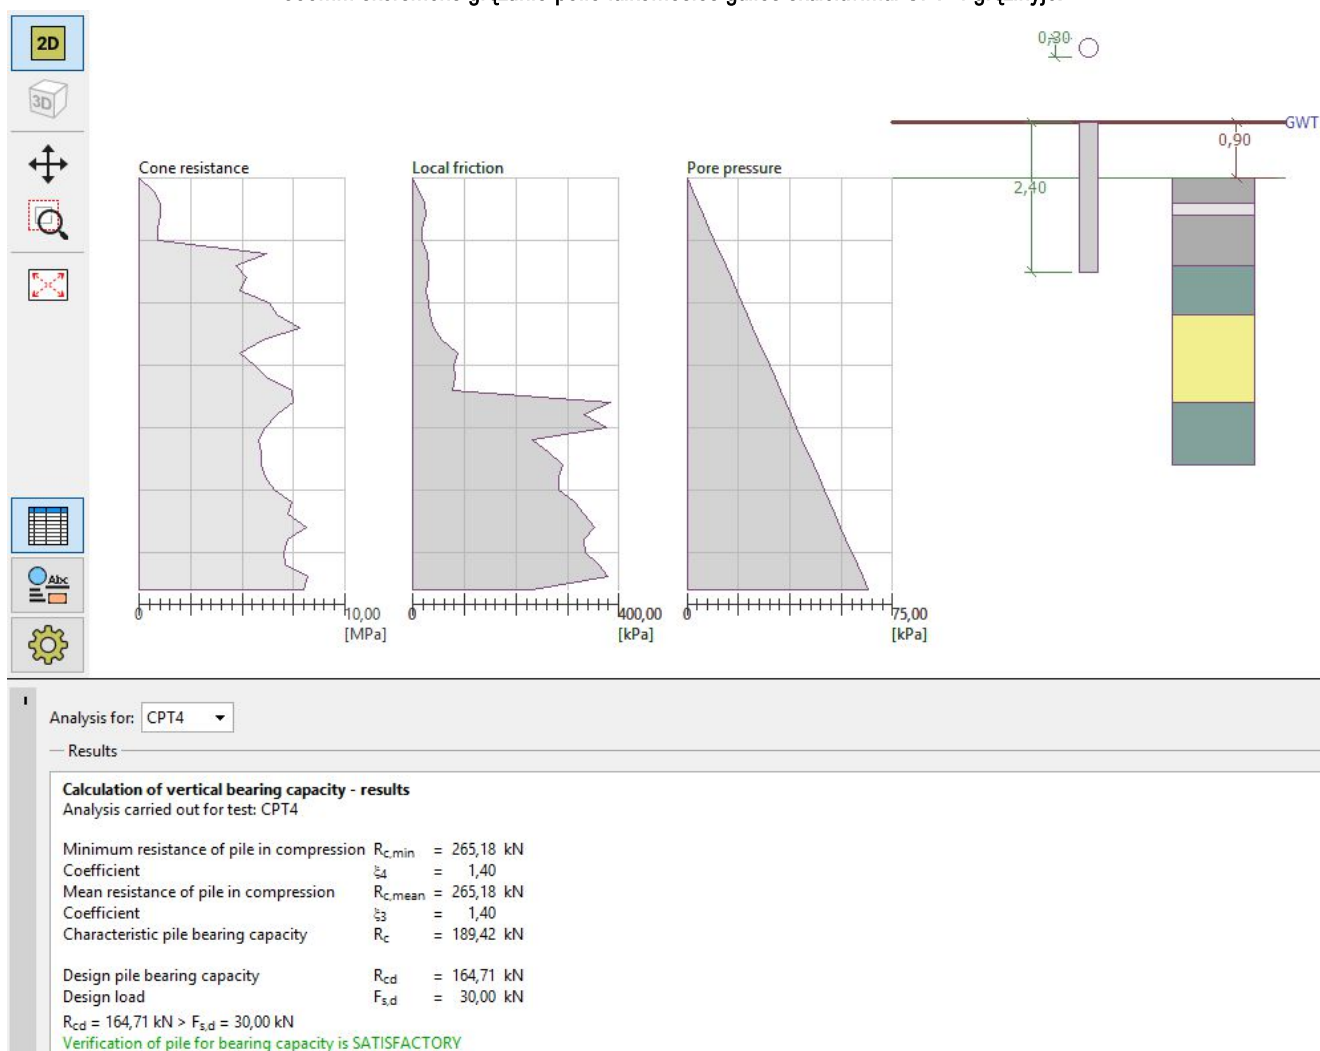 2D
3D
0,30
GWT
0,90
2,40
Cone resistance
Local friction
Pore pressure
0
10,00
[MPa]
0
400,00
[kPa]
0
75,00
[kPa]
Abc
Analysis for: CPT4
Results
Calculation of vertical bearing capacity - results
Analysis carried out for test: CPT4
Minimum resistance of pile in compression Rc,min = 265,18 kN
Coefficient ξ4 = 1,40
Mean resistance of pile in compression Rc,mean = 265,18 kN
Coefficient ξ3 = 1,40
Characteristic pile bearing capacity Rc = 189,42 kN
Design pile bearing capacity Rcd = 164,71 kN
Design load Fs,d = 30,00 kN
Rcd = 164,71 kN > Fs,d = 30,00 kN
Verification of pile for bearing capacity is SATISFACTORY